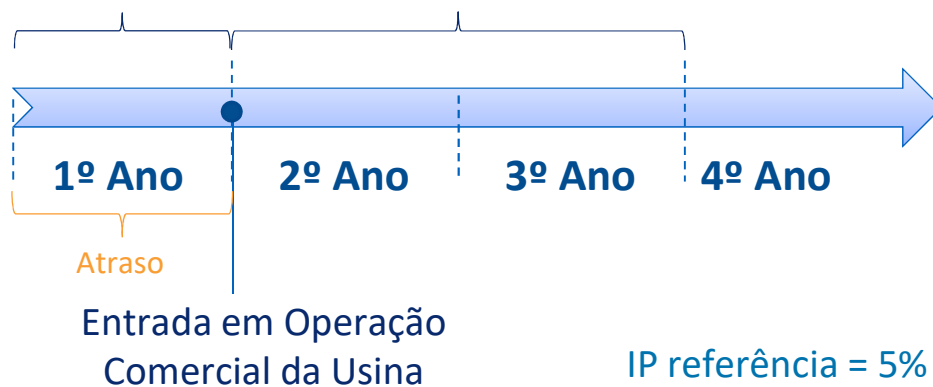 1º Ano 2º Ano 3º Ano 4º Ano
Atraso
Entrada em Operação
Comercial da Usina
IP referência = 5%